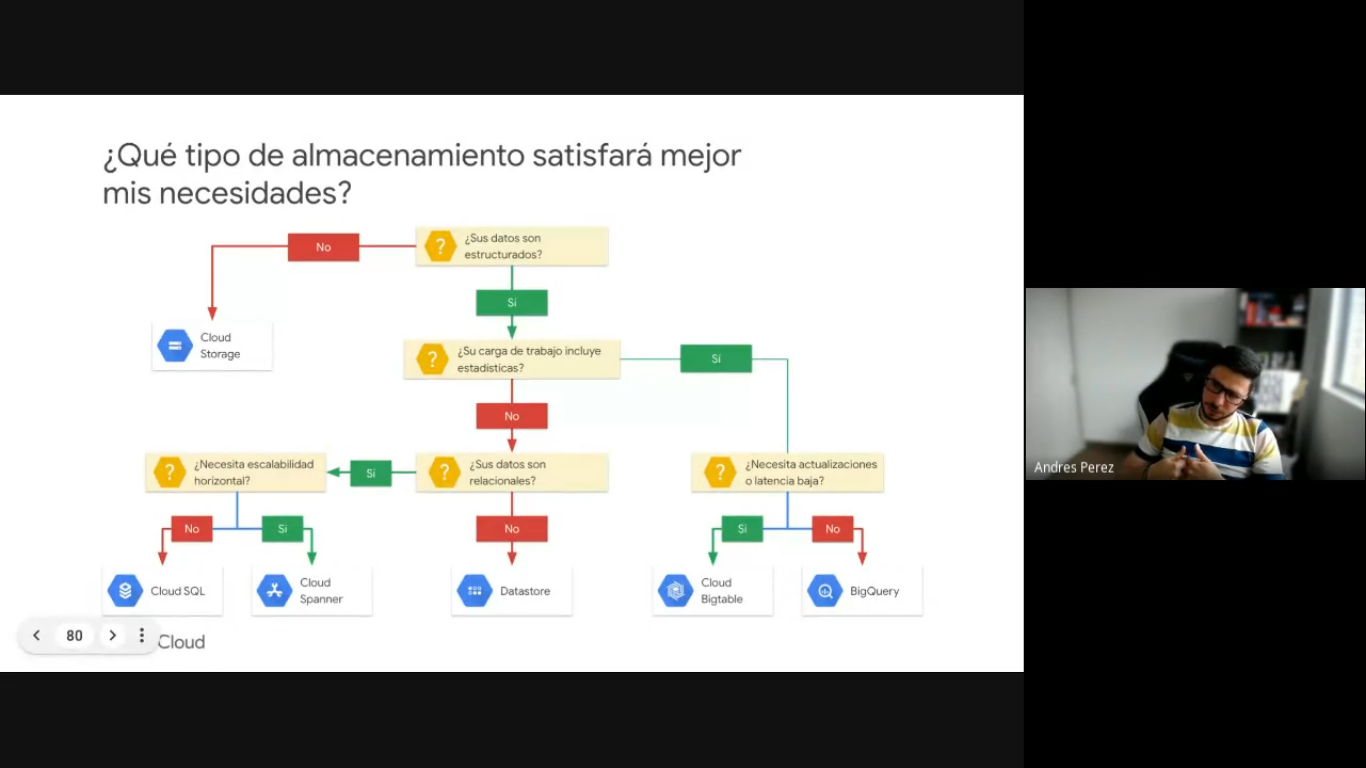 ¿Qué tipo de almacenamiento satisfará mejor
mis necesidades?
¿Sus datos son
estructurados?
No
Sí
Cloud
Storage
¿Su carga de trabajo incluye
estadísticas?
Sí
No
¿Necesita escalabilidad
horizontal?
Sí
¿Sus datos son
relacionales?
¿Necesita actualizaciones
o latencia baja?
No
Sí
No
Sí
No
Cloud SQL
Cloud
Spanner
Datastore
Cloud
Bigtable
BigQuery
80
Cloud
Andres Perez